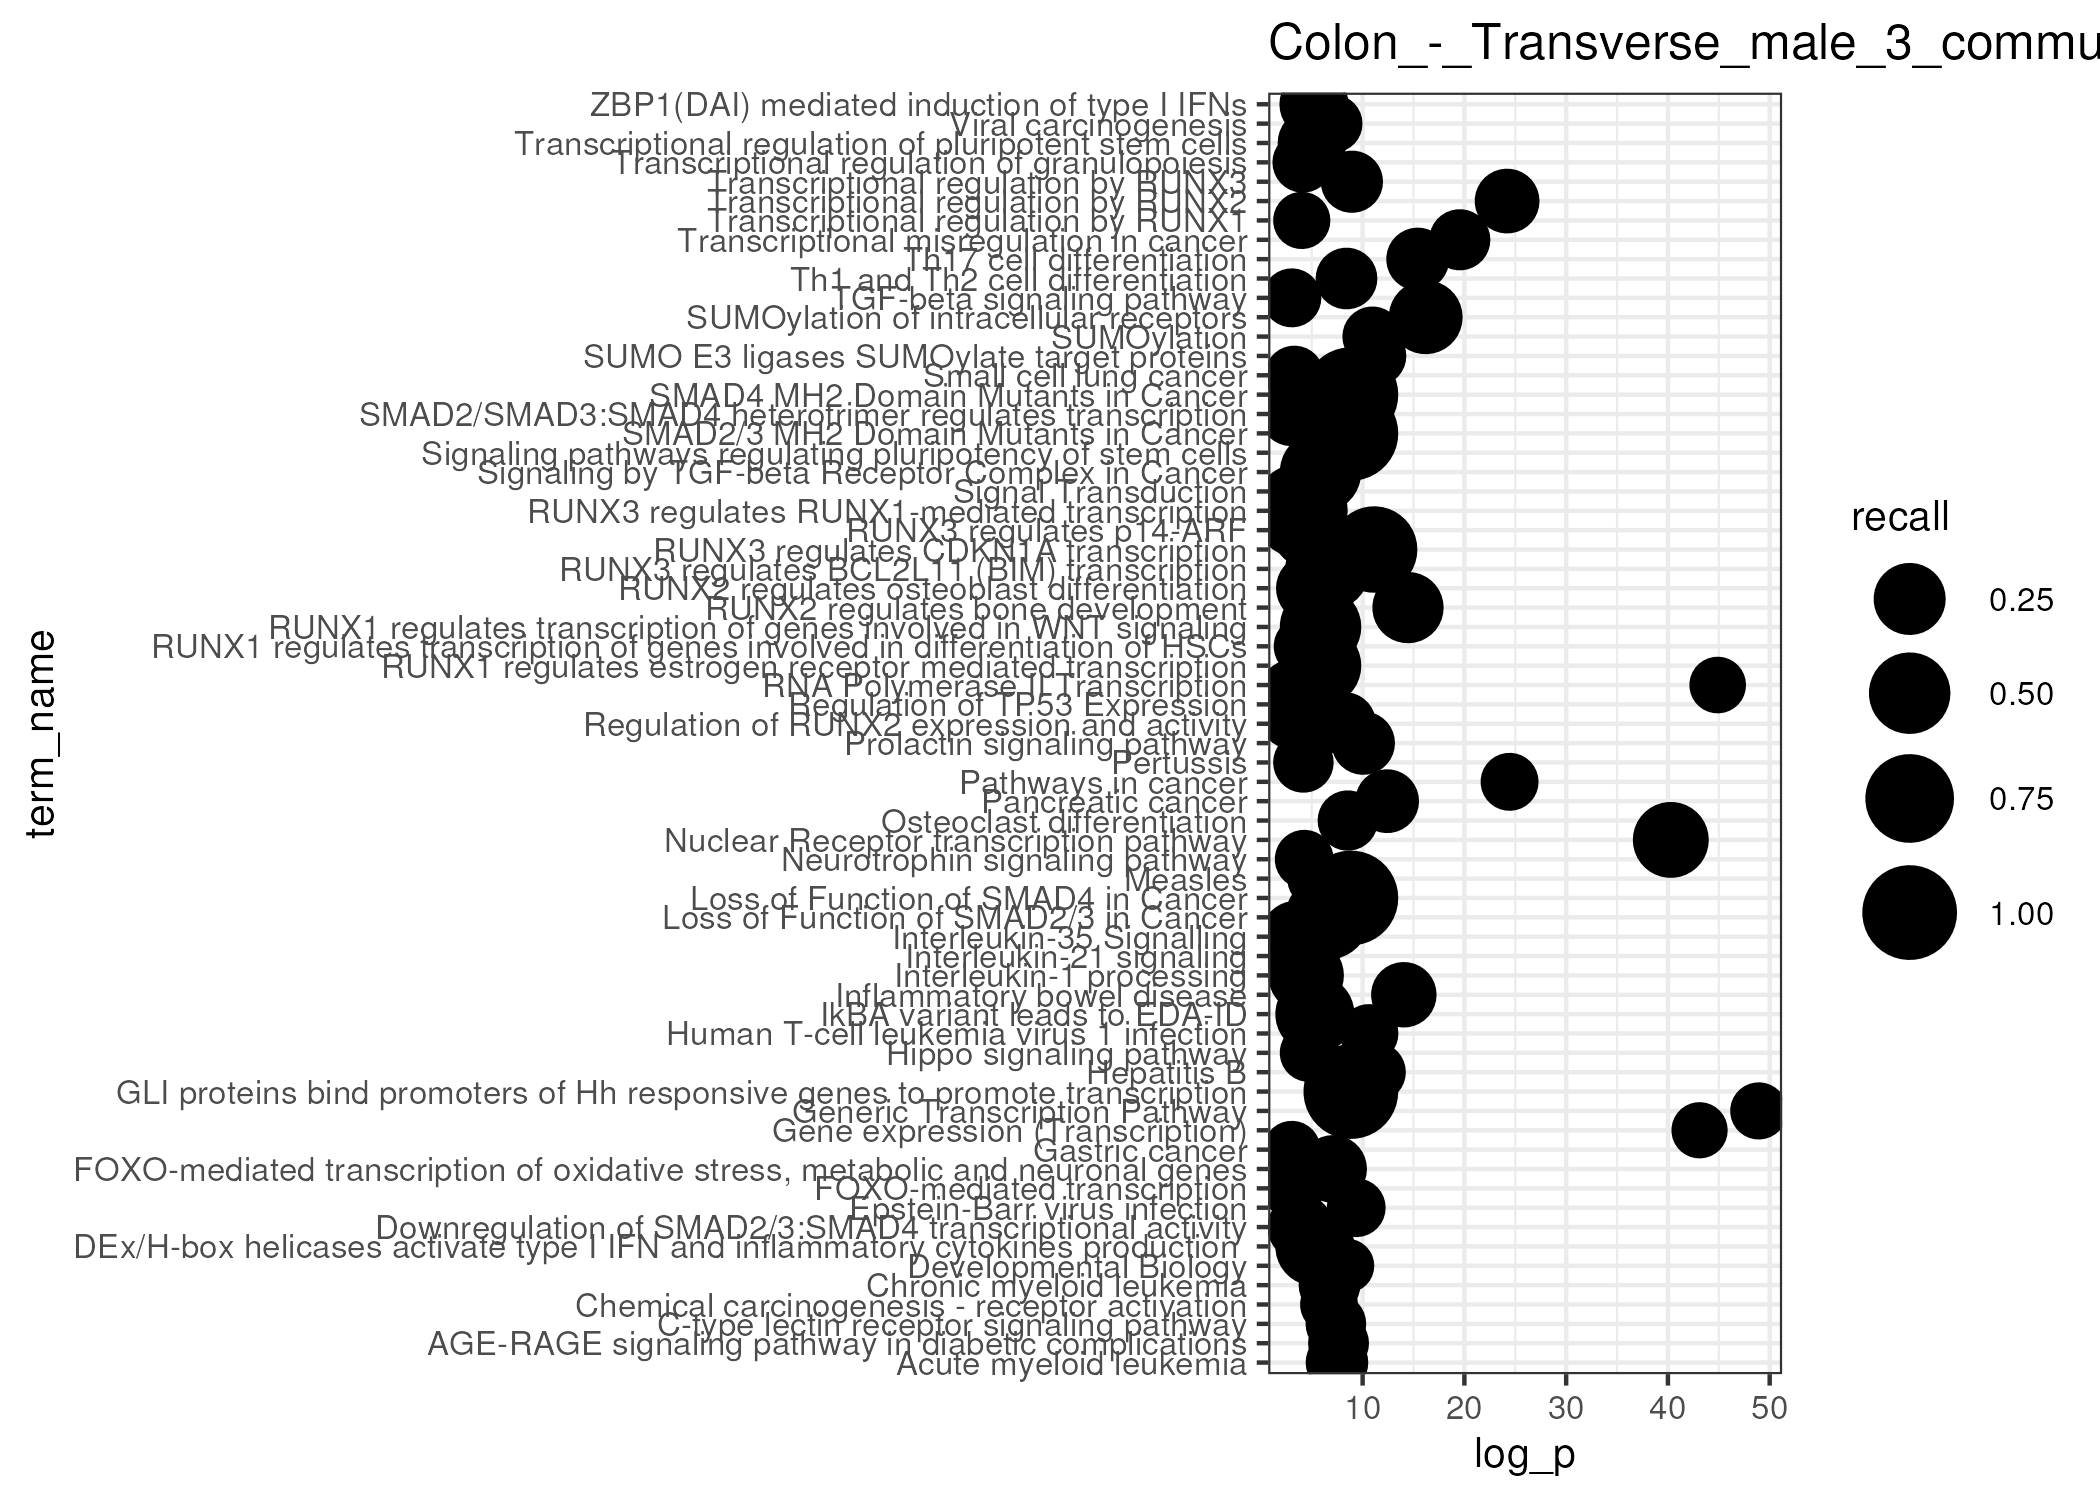 Colon_-_Transverse_male_3_commu
term_name
ZBP1(DAI) mediated induction of type I IFNs
Viral carcinogenesis
Transcriptional regulation of pluripotent stem cells
Transcriptional regulation of granulopoiesis
Transcriptional regulation by RUNX3
Transcriptional regulation by RUNX2
Transcriptional regulation by RUNX1
Transcriptional misregulation in cancer
Th17 cell differentiation
Th1 and Th2 cell differentiation
TGF-beta signaling pathway
SUMOylation of intracellular receptors
SUMOylation
SUMO E3 ligases SUMOylate target proteins
Small cell lung cancer
SMAD4 MH2 Domain Mutants in Cancer
SMAD2/SMAD3:SMAD4 heterotrimer regulates transcription
SMAD2/3 MH2 Domain Mutants in Cancer
Signaling pathways regulating pluripotency of stem cells
Signaling by TGF-beta Receptor Complex in Cancer
Signal Transduction
RUNX3 regulates RUNX1-mediated transcription
RUNX3 regulates p14-ARF
RUNX3 regulates CDKN1A transcription
RUNX3 regulates BCL2L11 (BIM) transcription
RUNX2 regulates osteoblast differentiation
RUNX2 regulates bone development
RUNX1 regulates transcription of genes involved in WNT signaling
RUNX1 regulates transcription of genes involved in differentiation of HSCs
RUNX1 regulates estrogen receptor mediated transcription
RNA Polymerase II Transcription
Regulation of TP53 Expression
Regulation of RUNX2 expression and activity
Prolactin signaling pathway
Pertussis
Pathways in cancer
Pancreatic cancer
Osteoclast differentiation
Nuclear Receptor transcription pathway
Neurotrophin signaling pathway
Measles
Loss of Function of SMAD4 in Cancer
Loss of Function of SMAD2/3 in Cancer
Interleukin-35 Signalling
Interleukin-21 signaling
Interleukin-1 processing
Inflammatory bowel disease
IkBA variant leads to EDA-ID
Human T-cell leukemia virus 1 infection
Hippo signaling pathway
Hepatitis B
GLI proteins bind promoters of Hh responsive genes to promote transcription
Generic Transcription Pathway
Gene expression (Transcription)
Gastric cancer
FOXO-mediated transcription of oxidative stress, metabolic and neuronal genes
FOXO-mediated transcription
Epstein-Barr virus infection
Downregulation of SMAD2/3:SMAD4 transcriptional activity
DEx/H-box helicases activate type I IFN and inflammatory cytokines production
Developmental Biology
Chronic myeloid leukemia
Chemical carcinogenesis - receptor activation
C-type lectin receptor signaling pathway
AGE-RAGE signaling pathway in diabetic complications
Acute myeloid leukemia
10 20 30 40 50
log_p
recall
0.25
0.50
0.75
1.00